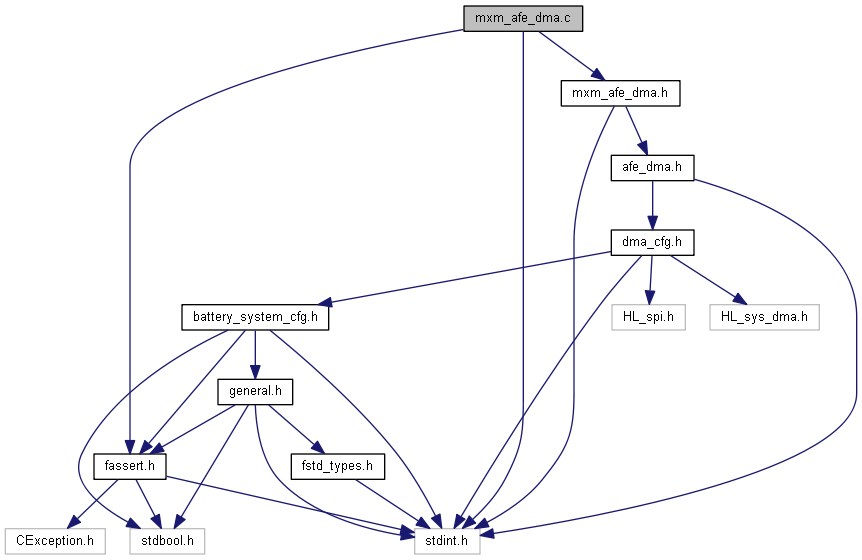 mxm_afe_dma.c
mxm_afe_dma.h
afe_dma.h
dma_cfg.h
battery_system_cfg.h
HL_spi.h
HL_sys_dma.h
general.h
fassert.h
fstd_types.h
CException.h
stdbool.h
stdint.h